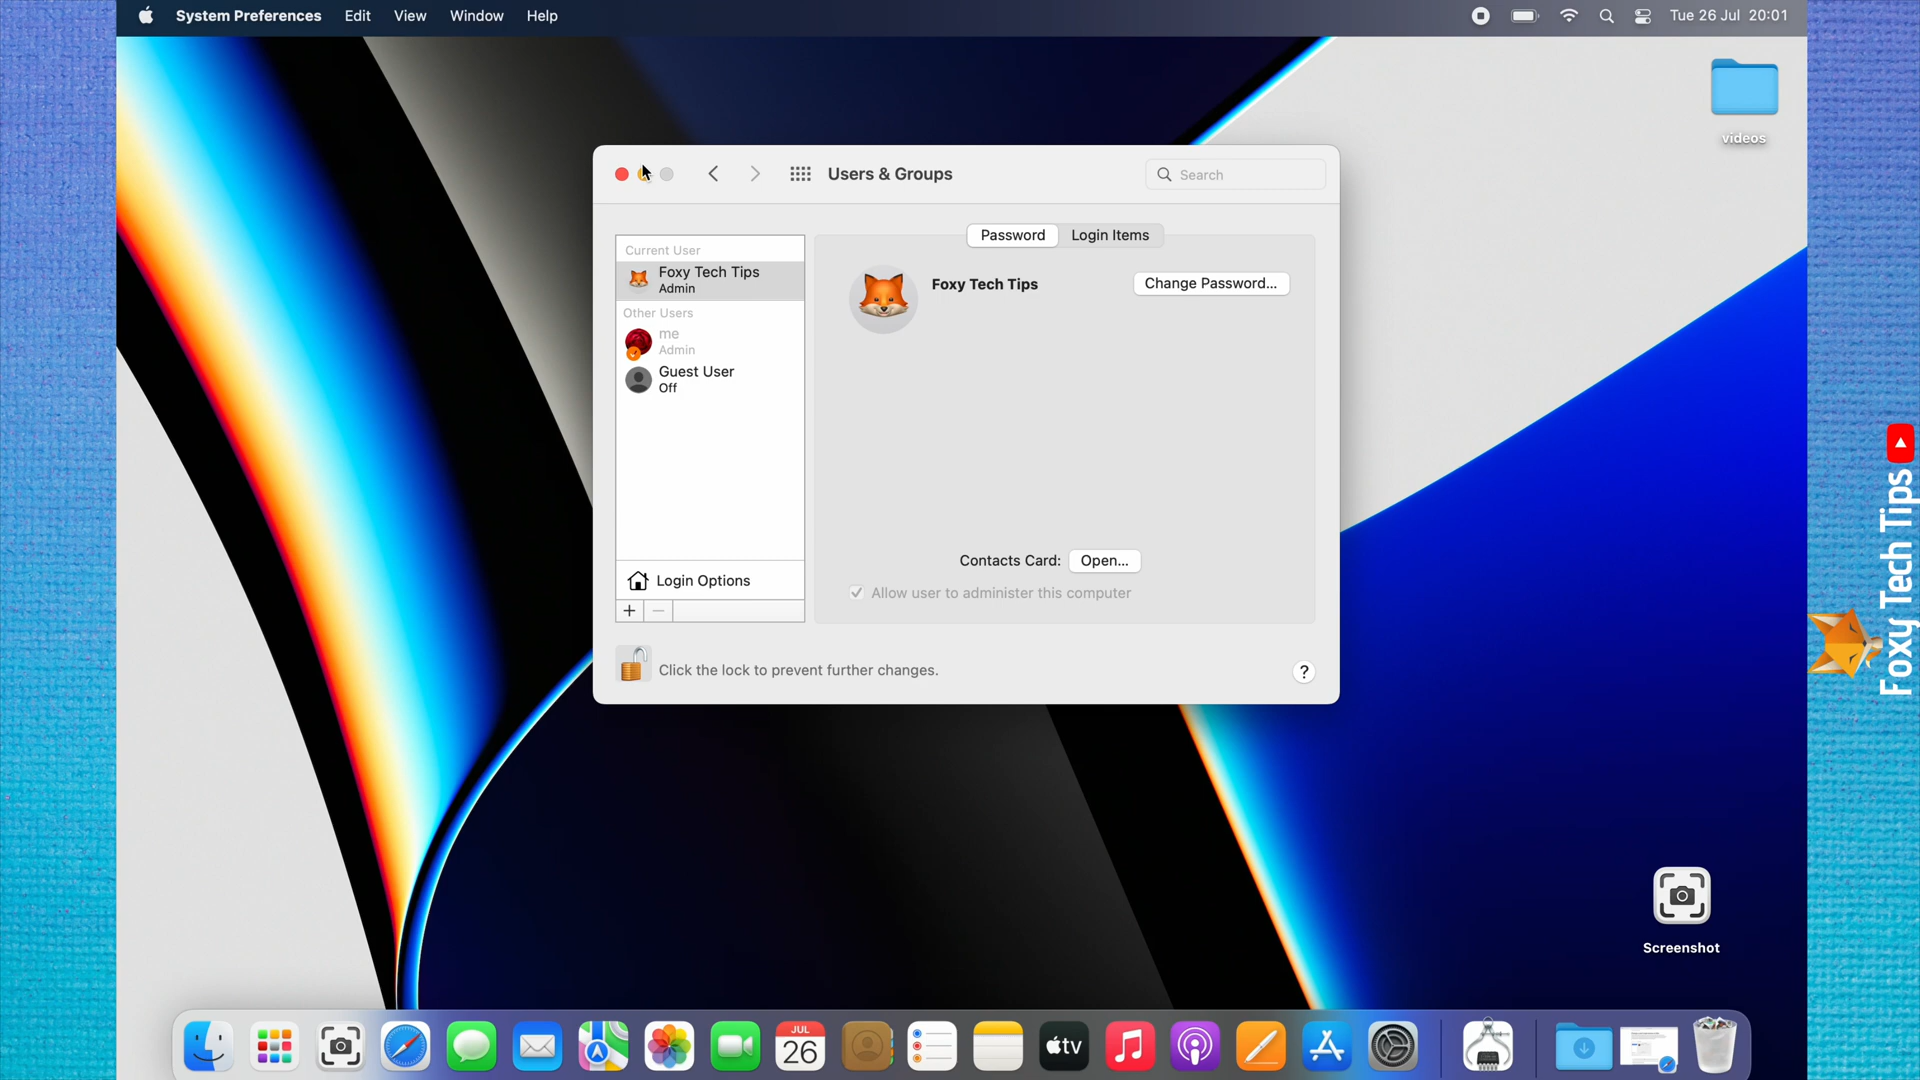 System Preferences Edit View Window Help
Tue 26 Jul 20:01
videos
Users & Groups
Search
Password Login Items
Current User
Foxy Tech Tips
Admin
Other Users
me
Admin
Guest User
Off
Login Options
+ −
Foxy Tech Tips
Change Password...
Contacts Card: Open...
Allow user to administer this computer
Click the lock to prevent further changes.
?
Screenshot
JUL
26
tv
Foxy Tech Tips